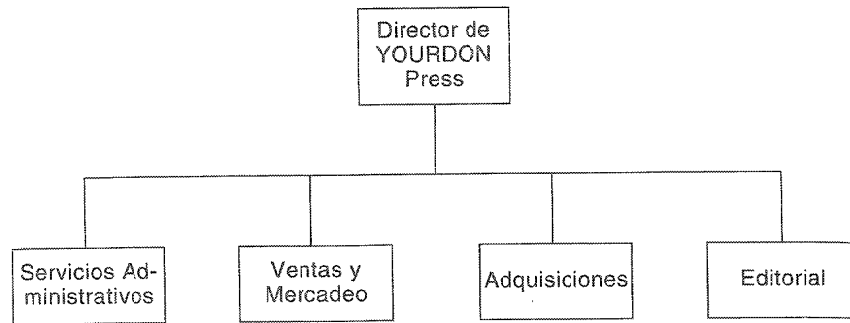 Director de
YOURDON
Press
Servicios Ad-
ministrativos
Ventas y
Mercadeo
Adquisiciones
Editorial